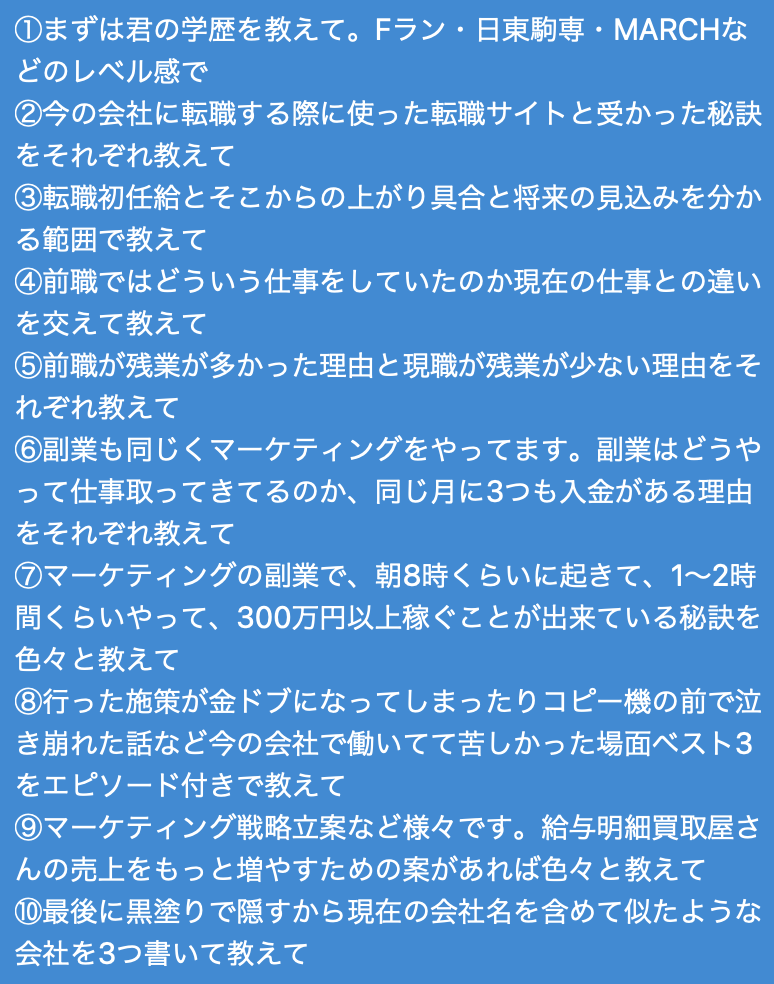 ①まずは君の学歴を教えて。Fラン・日東駒専・MARCHな
どのレベル感で
②今の会社に転職する際に使った転職サイトと受かった秘訣
をそれぞれ教えて
③転職初任給とそこからの上がり具合と将来の見込みを分か
る範囲で教えて
④前職ではどういう仕事をしていたのか現在の仕事との違い
を交えて教えて
⑤前職が残業が多かった理由と現職が残業が少ない理由をそ
れぞれ教えて
⑥副業も同じくマーケティングをやってます。副業はどうや
って仕事取ってきてるのか、同じ月に3つも入金がある理由
をそれぞれ教えて
⑦マーケティングの副業で、朝8時くらいに起きて、1〜2時
間くらいやって、300万円以上稼ぐことが出来ている秘訣を
色々と教えて
⑧行った施策が金ドブになってしまったりコピー機の前で泣
き崩れた話など今の会社で働いてて苦しかった場面ベスト3
をエピソード付きで教えて
⑨マーケティング戦略立案など様々です。給与明細買取屋さ
んの売上をもっと増やすための案があれば色々と教えて
⑩最後に黒塗りで隠すから現在の会社名を含めて似たような
会社を3つ書いて教えて